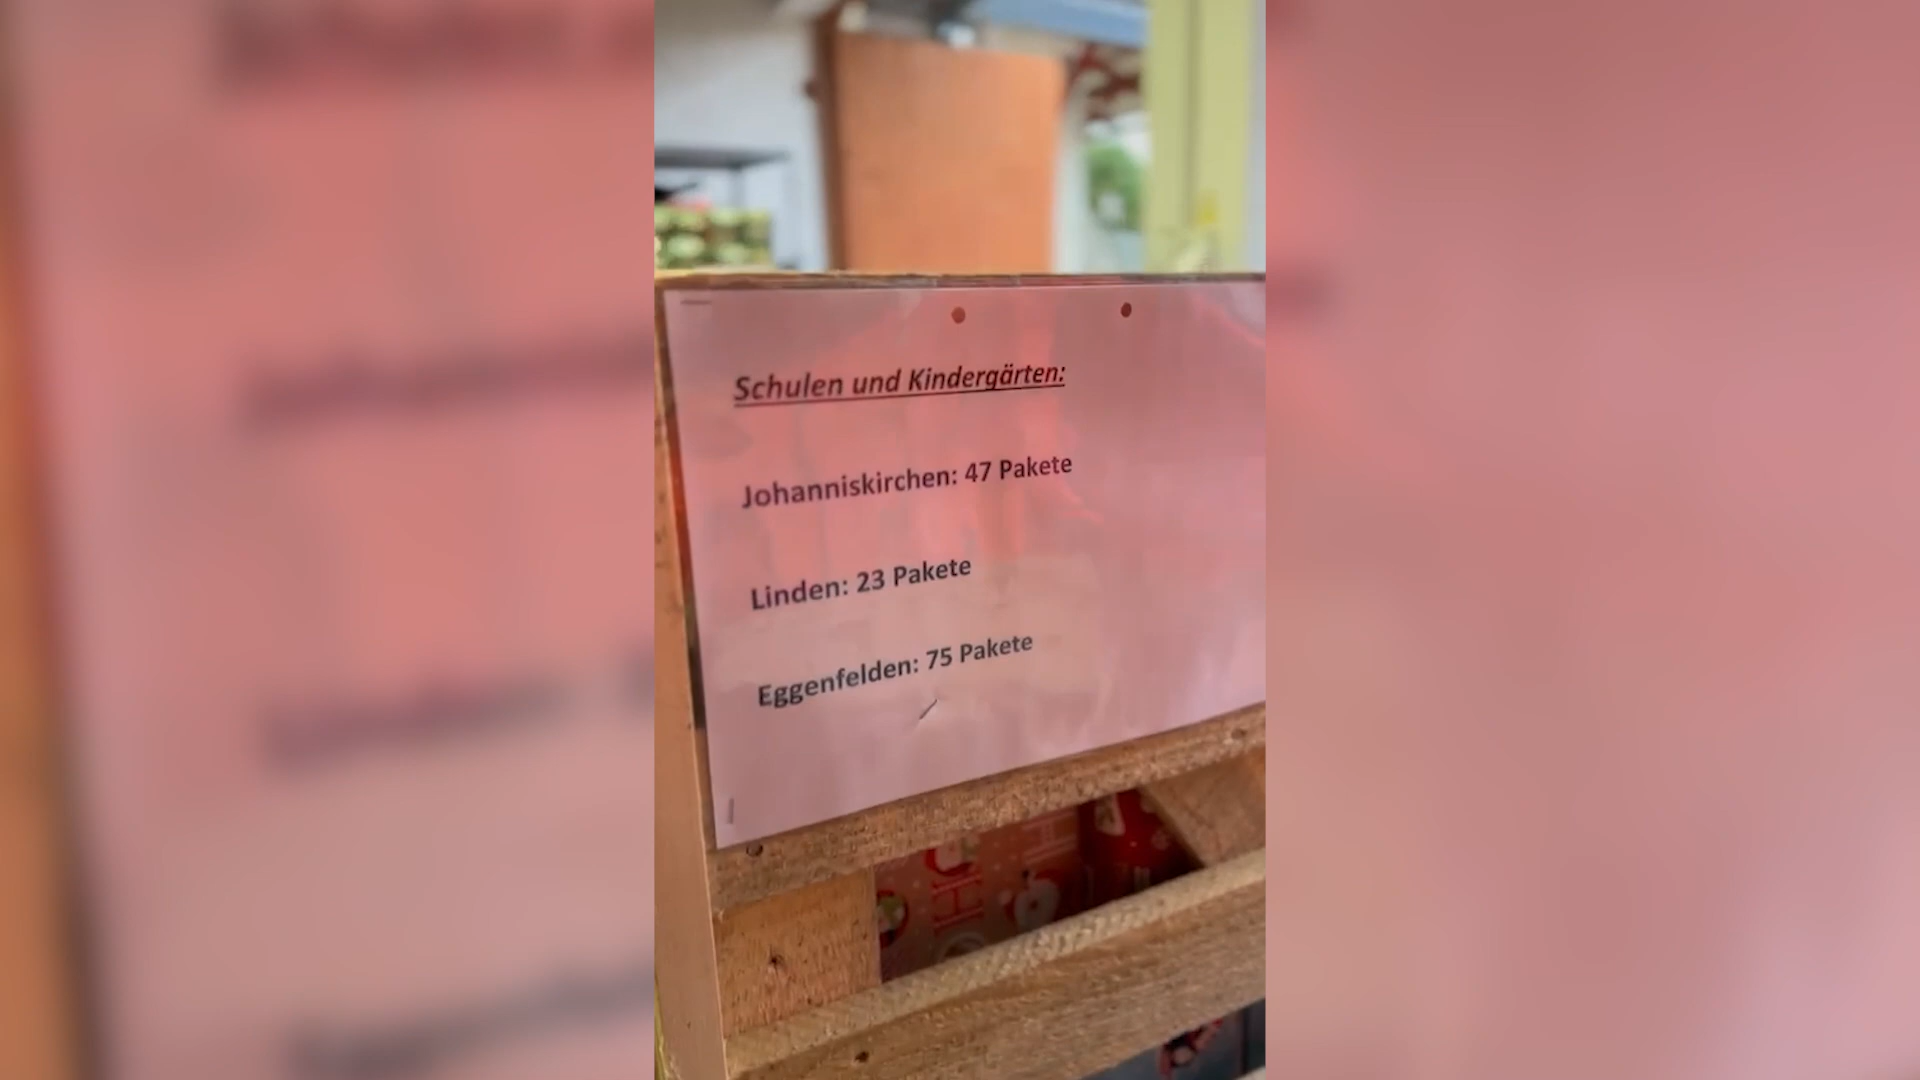 Schulen und Kindergärten:
Johanniskirchen: 47 Pakete
Linden: 23 Pakete
Eggenfelden: 75 Pakete